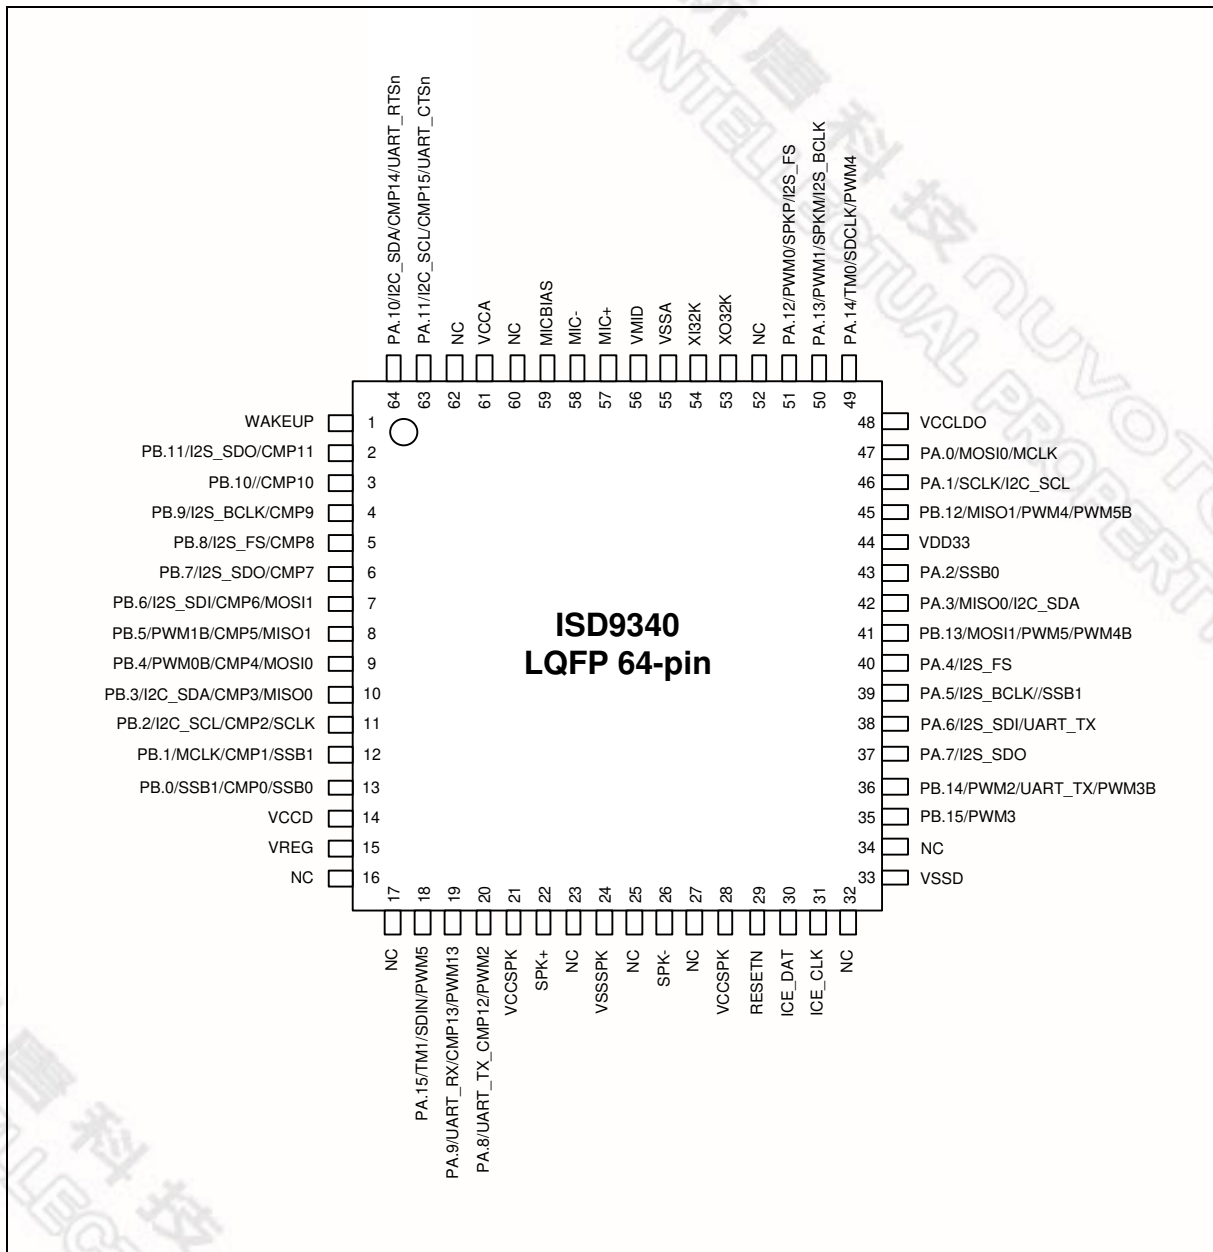 PA.10/I2C_SDA/CMP14/UART_RTSn
PA.11/I2C_SCL/CMP15/UART_CTSn
NC
VCCA
NC
MICBIAS
MIC-
MIC+
VMID
VSSA
XI32K
XO32K
NC
PA.12/PWM0/SPKP/I2S_FS
PA.13/PWM1/SPKM/I2S_BCLK
PA.14/TM0/SDCLK/PWM4
64 63 62 61 60 59 58 57 56 55 54 53 52 51 50 49
WAKEUP 1
PB.11/I2S_SDO/CMP11 2
PB.10//CMP10 3
PB.9/I2S_BCLK/CMP9 4
PB.8/I2S_FS/CMP8 5
PB.7/I2S_SDO/CMP7 6
PB.6/I2S_SDI/CMP6/MOSI1 7
PB.5/PWM1B/CMP5/MISO1 8
PB.4/PWM0B/CMP4/MOSI0 9
PB.3/I2C_SDA/CMP3/MISO0 10
PB.2/I2C_SCL/CMP2/SCLK 11
PB.1/MCLK/CMP1/SSB1 12
PB.0/SSB1/CMP0/SSB0 13
VCCD 14
VREG 15
NC 16
ISD9340
LQFP 64-pin
48 VCCLDO
47 PA.0/MOSI0/MCLK
46 PA.1/SCLK/I2C_SCL
45 PB.12/MISO1/PWM4/PWM5B
44 VDD33
43 PA.2/SSB0
42 PA.3/MISO0/I2C_SDA
41 PB.13/MOSI1/PWM5/PWM4B
40 PA.4/I2S_FS
39 PA.5/I2S_BCLK//SSB1
38 PA.6/I2S_SDI/UART_TX
37 PA.7/I2S_SDO
36 PB.14/PWM2/UART_TX/PWM3B
35 PB.15/PWM3
34 NC
33 VSSD
17 18 19 20 21 22 23 24 25 26 27 28 29 30 31 32
NC
PA.15/TM1/SDIN/PWM5
PA.9/UART_RX/CMP13/PWM13
PA.8/UART_TX_CMP12/PWM2
VCCSPK
SPK+
NC
VSSSPK
NC
SPK-
NC
VCCSPK
RESETN
ICE_DAT
ICE_CLK
NC
唐科技 nuvoTo
INTELLECTUAL PROPERT
唐科技